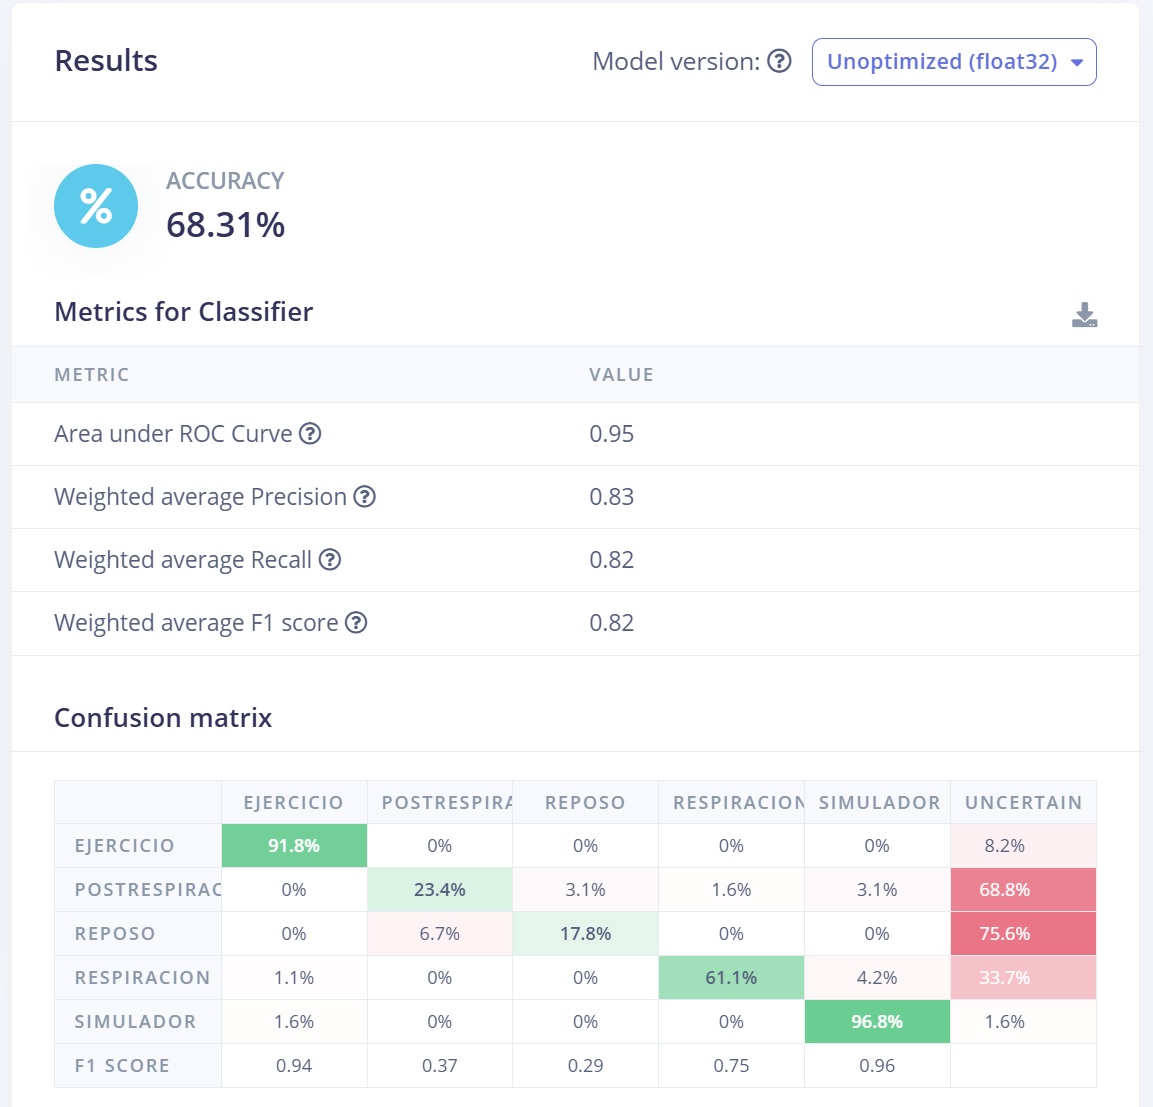 Results
Model version: Unoptimized (float32)
%
ACCURACY
68.31%
Metrics for Classifier
METRIC VALUE
Area under ROC Curve ? 0.95
Weighted average Precision ? 0.83
Weighted average Recall ? 0.82
Weighted average F1 score ? 0.82
Confusion matrix
EJERCICIO POSTRESPIRA REPOSO RESPIRACION SIMULADOR UNCERTAIN
EJERCICIO 91.8% 0% 0% 0% 0% 8.2%
POSTRESPIRAC 0% 23.4% 3.1% 1.6% 3.1% 68.8%
REPOSO 0% 6.7% 17.8% 0% 0% 75.6%
RESPIRACION 1.1% 0% 0% 61.1% 4.2% 33.7%
SIMULADOR 1.6% 0% 0% 0% 96.8% 1.6%
F1 SCORE 0.94 0.37 0.29 0.75 0.96